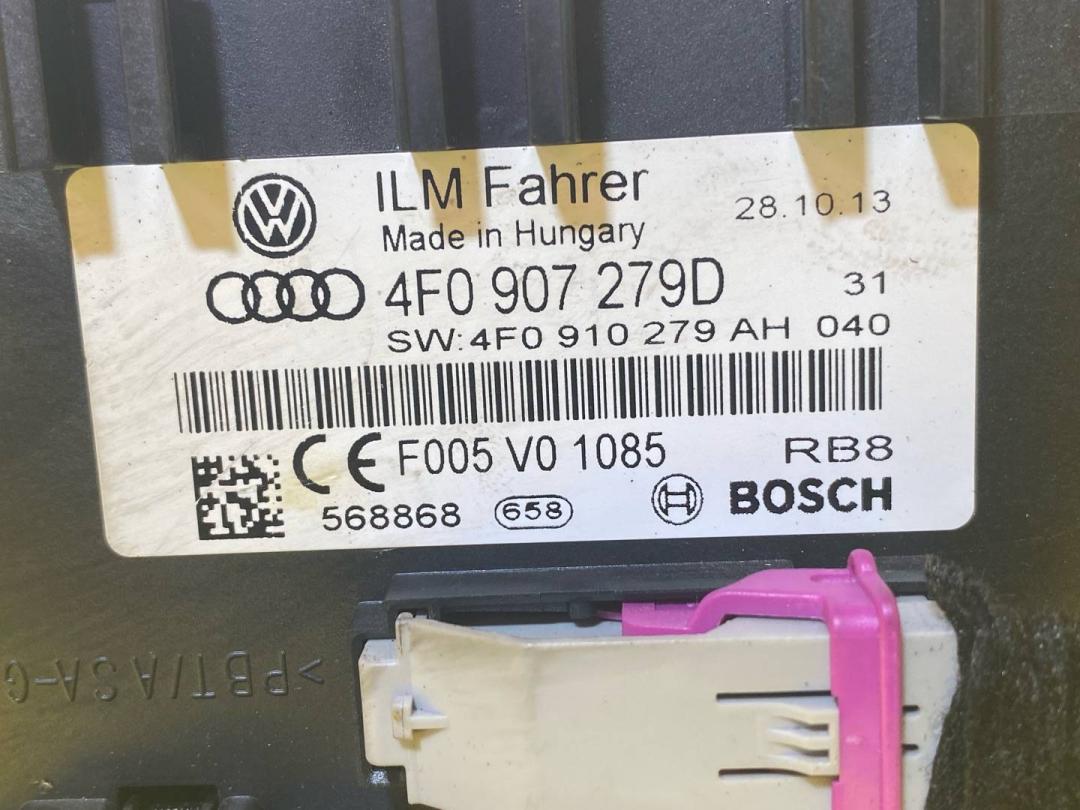 ILM Fahrer
28.10.13
Made in Hungary
4F0 907 279D 31
SW:4F0 910 279 AH 040
CE F005 V0 1085 RB8
568868 658 BOSCH
>PBT/ASA-G